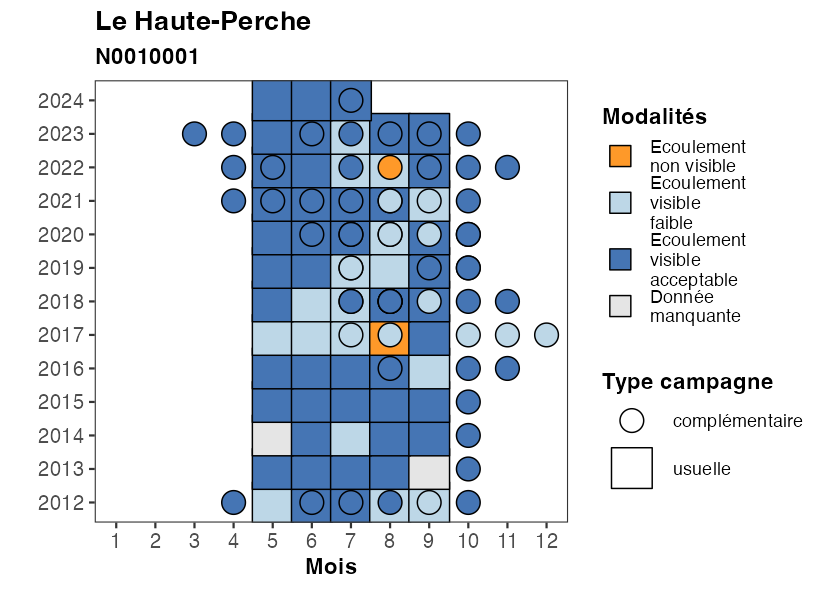 Le Haute-Perche
N0010001
2024
2023
2022
2021
2020
2019
2018
2017
2016
2015
2014
2013
2012
1 2 3 4 5 6 7 8 9 10 11 12
Mois
Modalités
Ecoulement
non visible
Ecoulement
visible
faible
Ecoulement
visible
acceptable
Donnée
manquante
Type campagne
complémentaire
usuelle